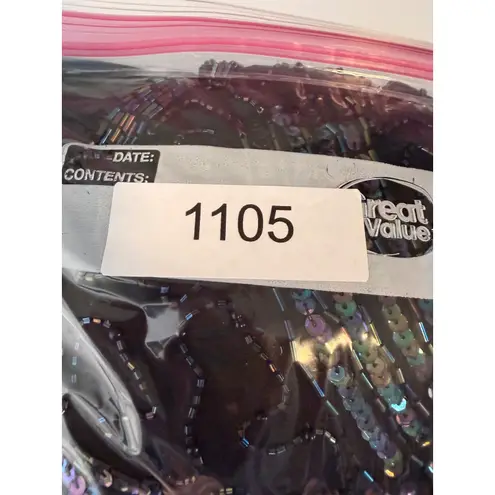 DATE:
CONTENTS:
1105
Great
Value